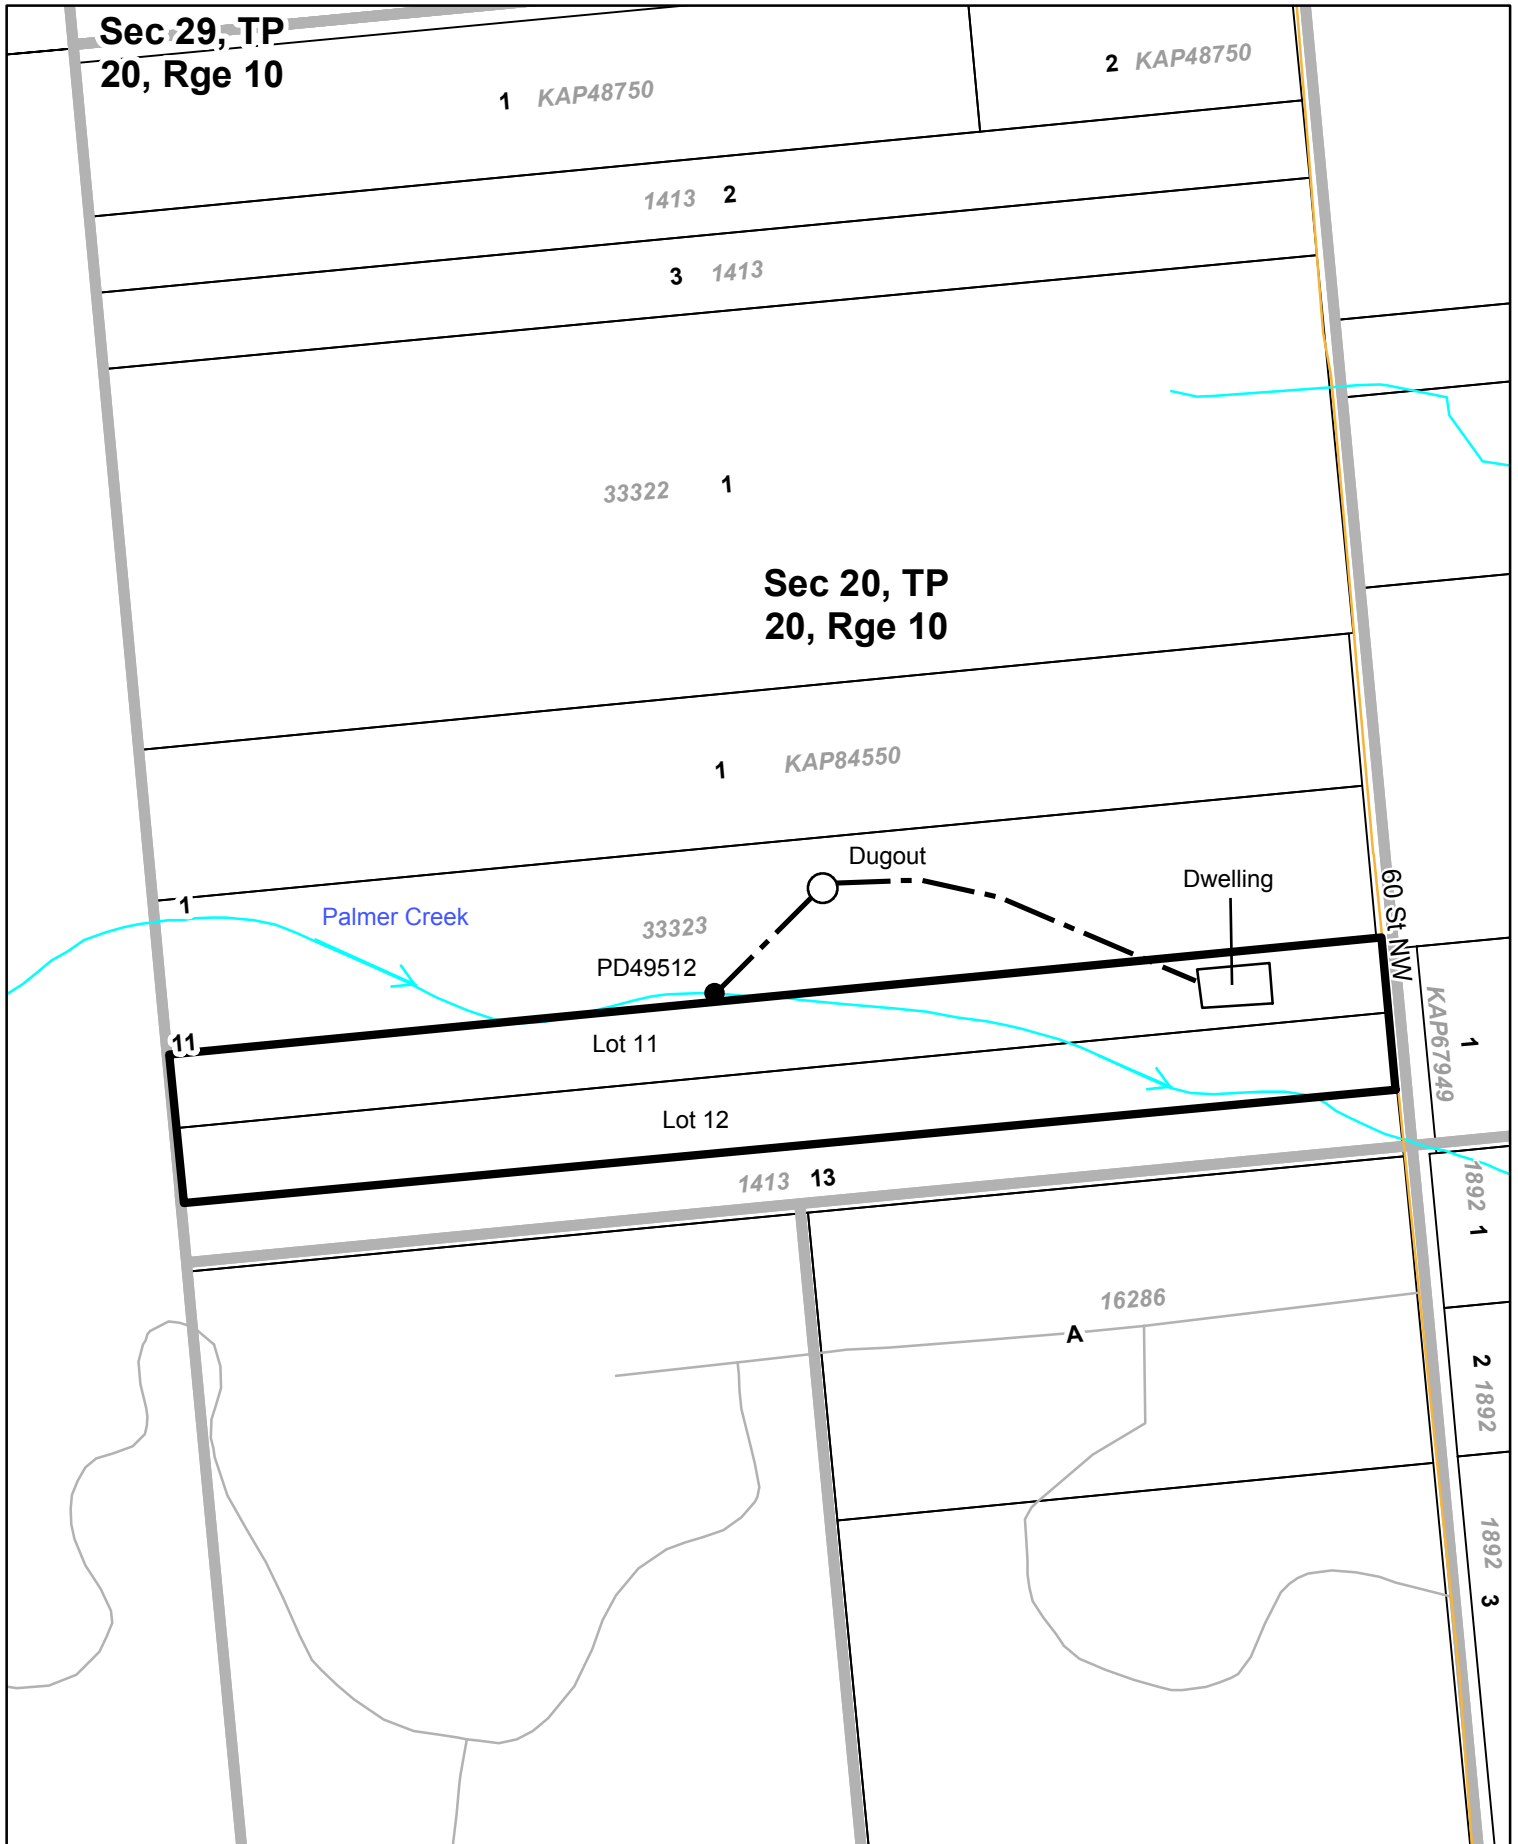 Sec 29, TP
20, Rge 10
1 KAP48750
2 KAP48750
1413 2
3 1413
33322 1
Sec 20, TP
20, Rge 10
1 KAP84550
Dugout
Dwelling
60 St NW
1
Palmer Creek
33323
PD49512
11
Lot 11
KAP67949
1
Lot 12
1413 13
1892
1
16286
A
2
1892
1892
3